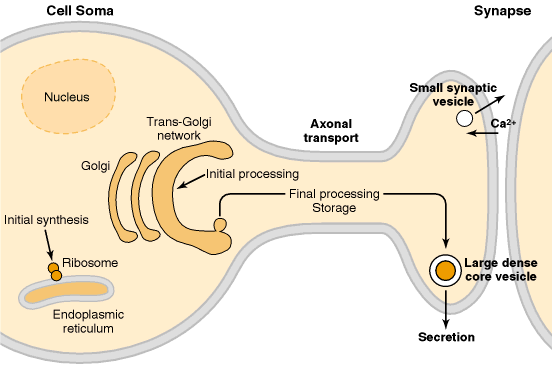 Cell Soma
Synapse
Nucleus
Small synaptic
vesicle
Ca²⁺
Trans-Golgi
network
Axonal
transport
Golgi
Initial processing
Final processing
Storage
Initial synthesis
Ribosome
Large dense
core vesicle
Endoplasmic
reticulum
Secretion